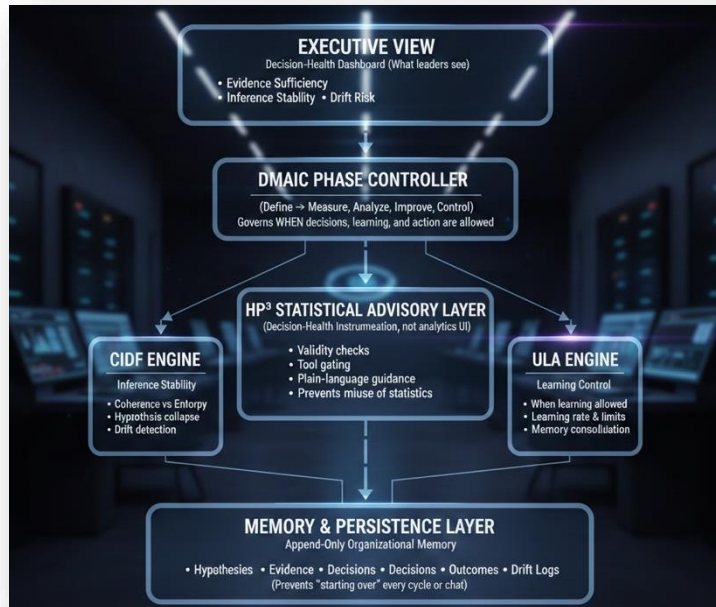 EXECUTIVE VIEW
Decision-Health Dashboard (What leaders see)
• Evidence Sufficiency
• Inference Stability • Drift Risk
DMAIC PHASE CONTROLLER
(Define → Measure, Analyze, Improve, Control)
Governs WHEN decisions, learning, and action are allowed
HP³ STATISTICAL ADVISORY LAYER
(Decision-Health Instrumeation, not analytics UI)
• Validity checks
• Tool gating
• Plain-language guidance
• Prevents miuse of statistics
CIDF ENGINE
Inference Stability
• Coherence vs Entorpy
• Hyprothsis collapse
• Drift detection
ULA ENGINE
Learning Control
• When learning allowed
• Learning rate & limits
• Memory consolidation
MEMORY & PERSISTENCE LAYER
Append-Only Organizational Memory
• Hypothesies • Evidence • Decisions • Decisions • Outcomes • Drift Logs
(Prevents “starting over” every cycle or chat)